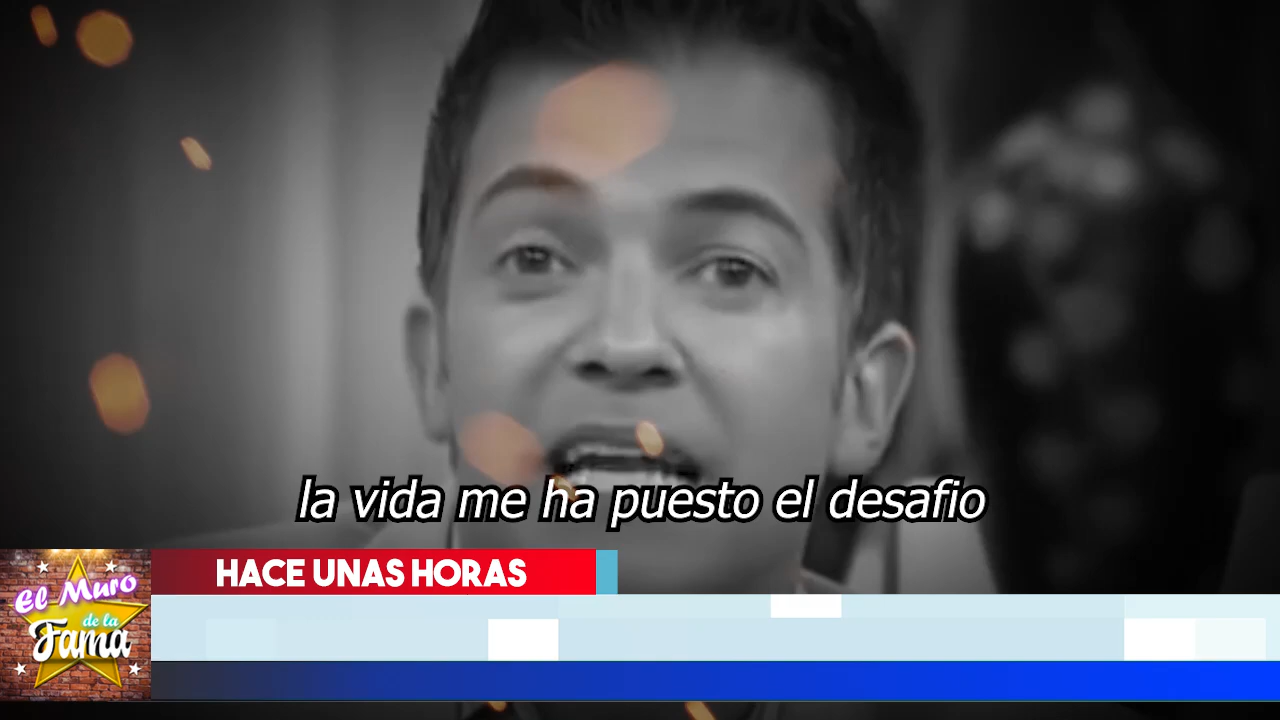 la vida me ha puesto el desafio
HACE UNAS HORAS
El Muro
de la
Fama